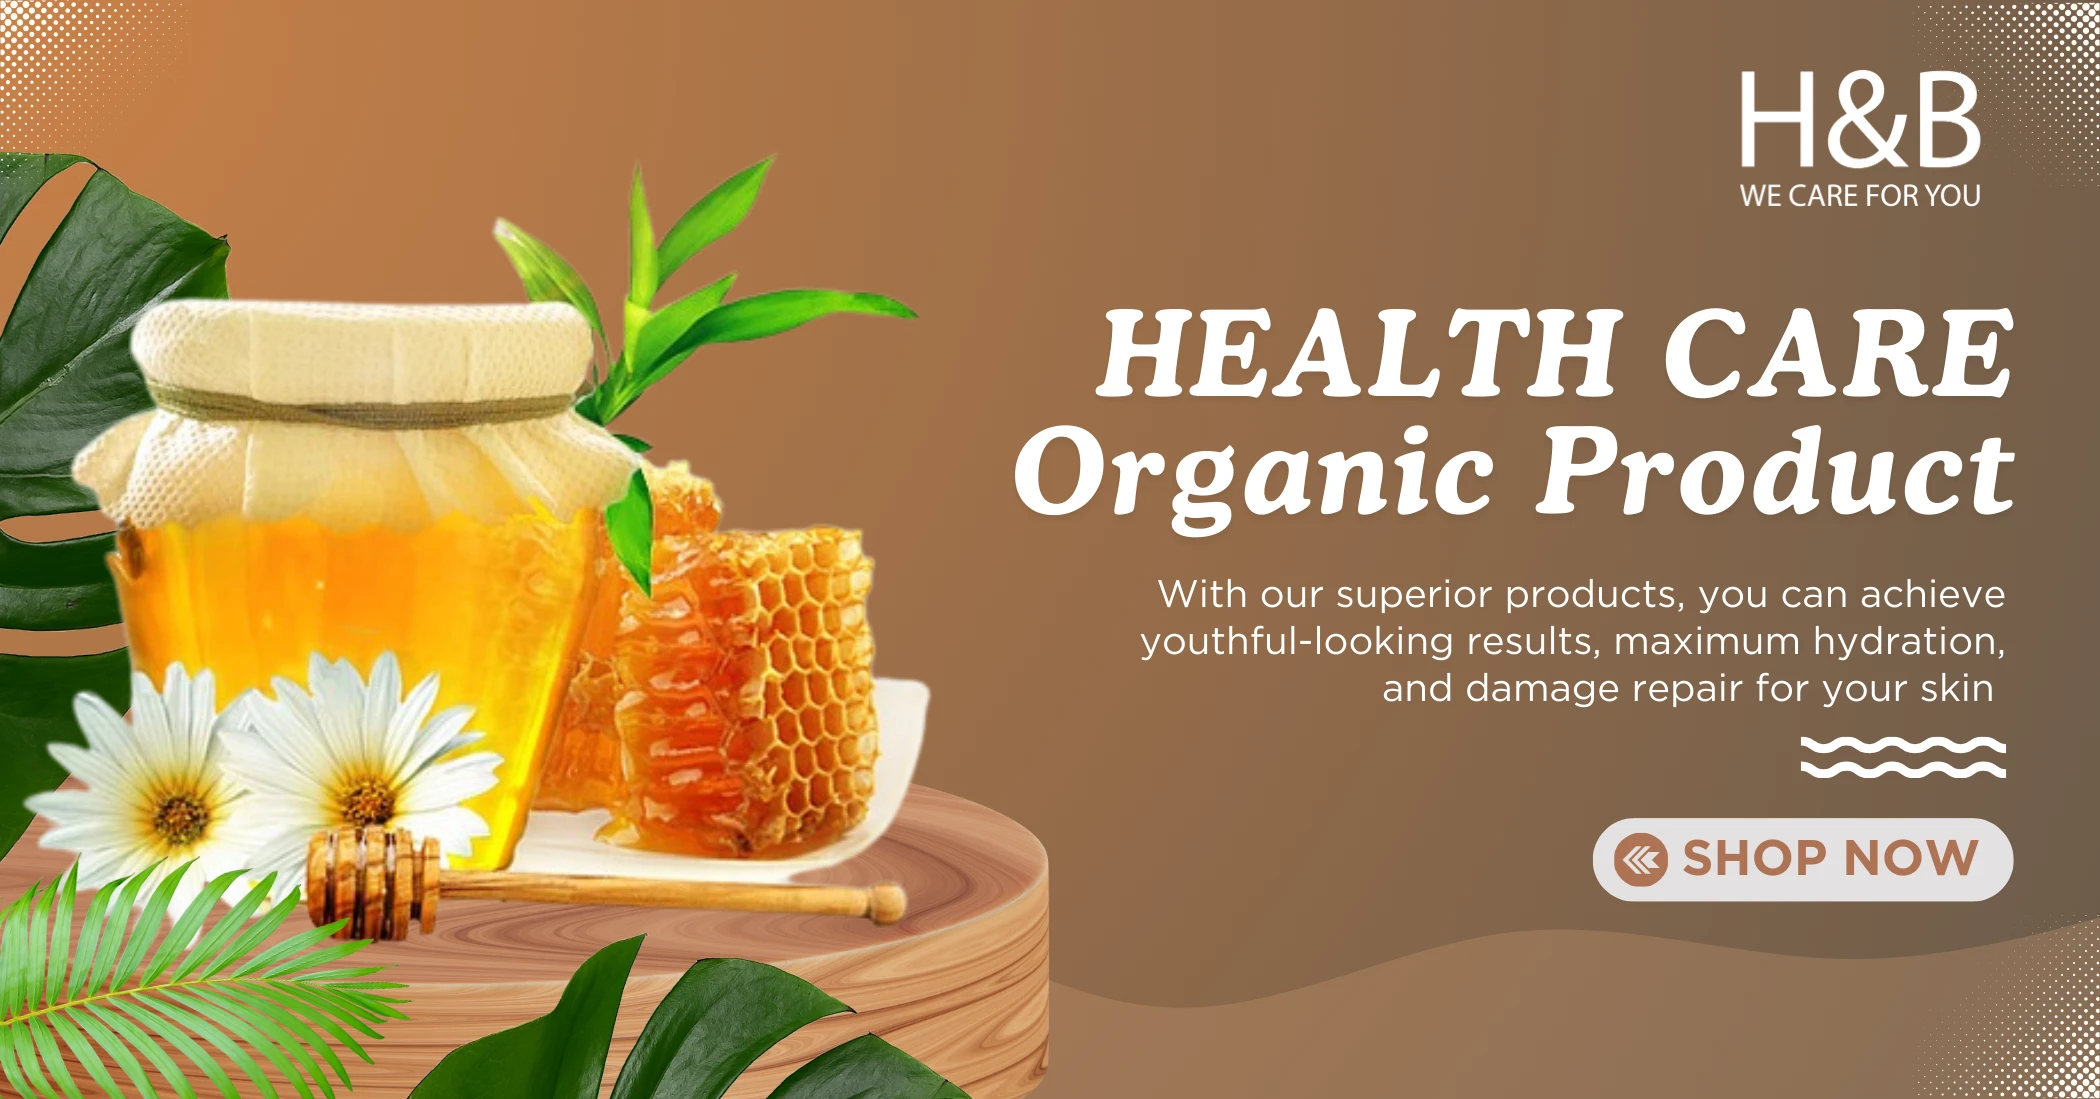 H&B
WE CARE FOR YOU
HEALTH CARE
Organic Product
With our superior products, you can achieve
youthful-looking results, maximum hydration,
and damage repair for your skin
SHOP NOW